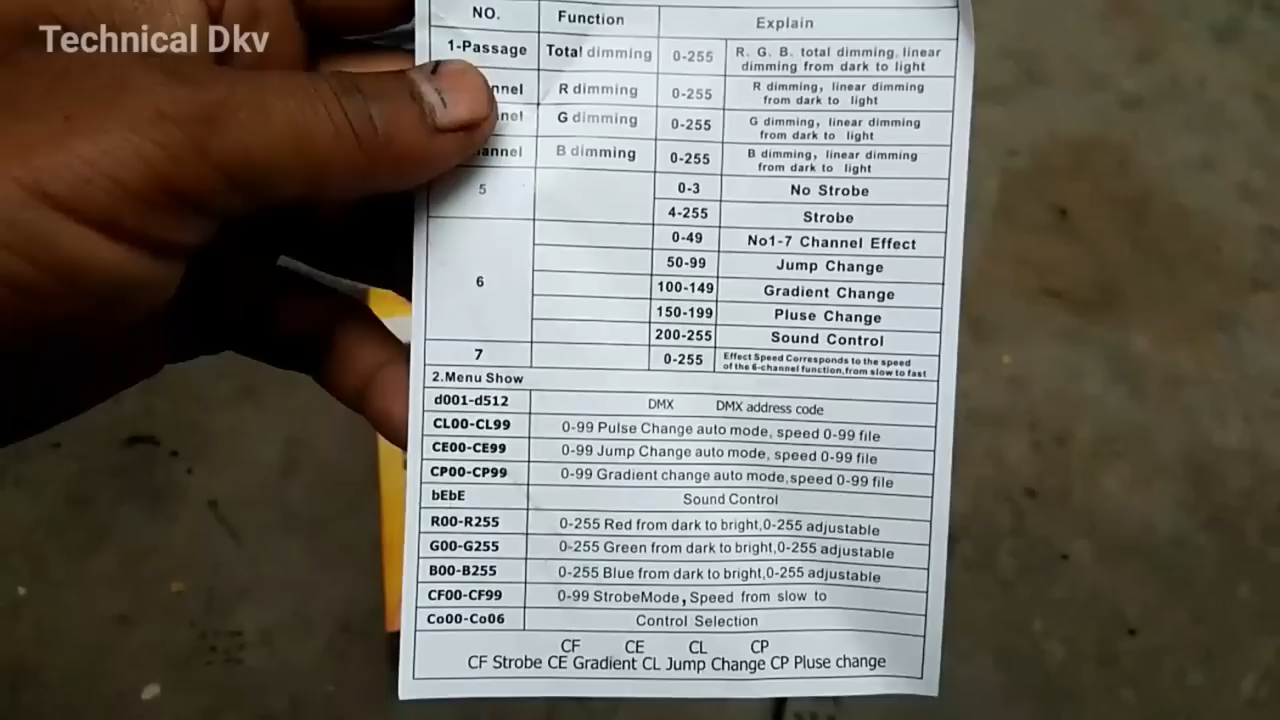 Technical Dkv
NO. Function Explain
1-Passage Total dimming 0-255 R. G. B. total dimming, linear
dimming from dark to light
nnel R dimming 0-255 R dimming, linear dimming
from dark to light
nel G dimming 0-255 G dimming, linear dimming
from dark to light
annel B dimming 0-255 B dimming, linear dimming
from dark to light
5 0-3 No Strobe
4-255 Strobe
6 0-49 No1-7 Channel Effect
50-99 Jump Change
100-149 Gradient Change
150-199 Pluse Change
200-255 Sound Control
7 0-255 Effect Speed Corresponds to the speed
of the 6-channel function,from slow to fast
2.Menu Show
d001-d512 DMX DMX address code
CL00-CL99 0-99 Pulse Change auto mode, speed 0-99 file
CE00-CE99 0-99 Jump Change auto mode, speed 0-99 file
CP00-CP99 0-99 Gradient change auto mode,speed 0-99 file
bEbE Sound Control
R00-R255 0-255 Red from dark to bright,0-255 adjustable
G00-G255 0-255 Green from dark to bright,0-255 adjustable
B00-B255 0-255 Blue from dark to bright,0-255 adjustable
CF00-CF99 0-99 StrobeMode, Speed from slow to
Co00-Co06 Control Selection
CF CE CL CP
CF Strobe CE Gradient CL Jump Change CP Pluse change